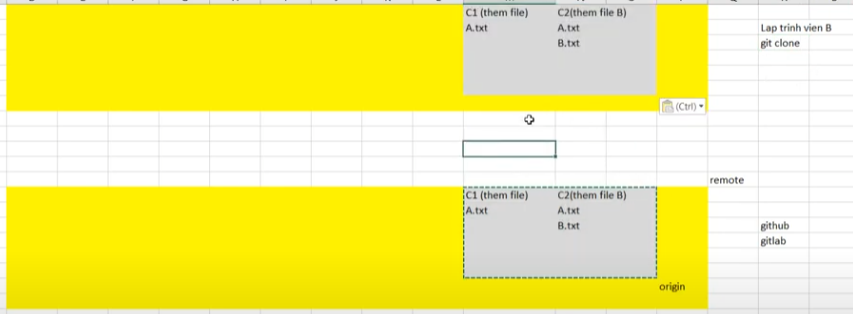 C1 (them file) C2(them file B)
A.txt A.txt Lap trinh vien B
B.txt git clone
(Ctrl)
remote
C1 (them file) C2(them file B)
A.txt A.txt
B.txt github
gitlab
origin